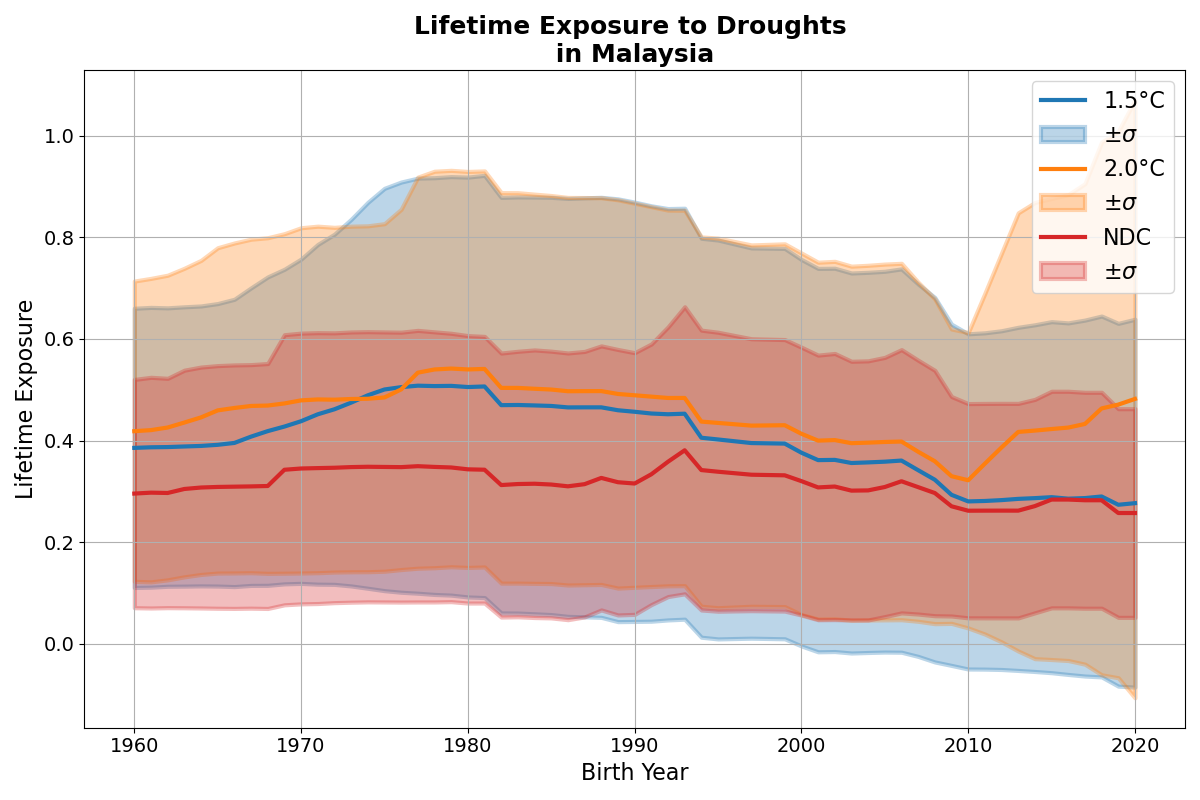 Lifetime Exposure to Droughts
in Malaysia
1.5°C
±σ
2.0°C
±σ
NDC
±σ
Lifetime Exposure
1.0
0.8
0.6
0.4
0.2
0.0
1960 1970 1980 1990 2000 2010 2020
Birth Year